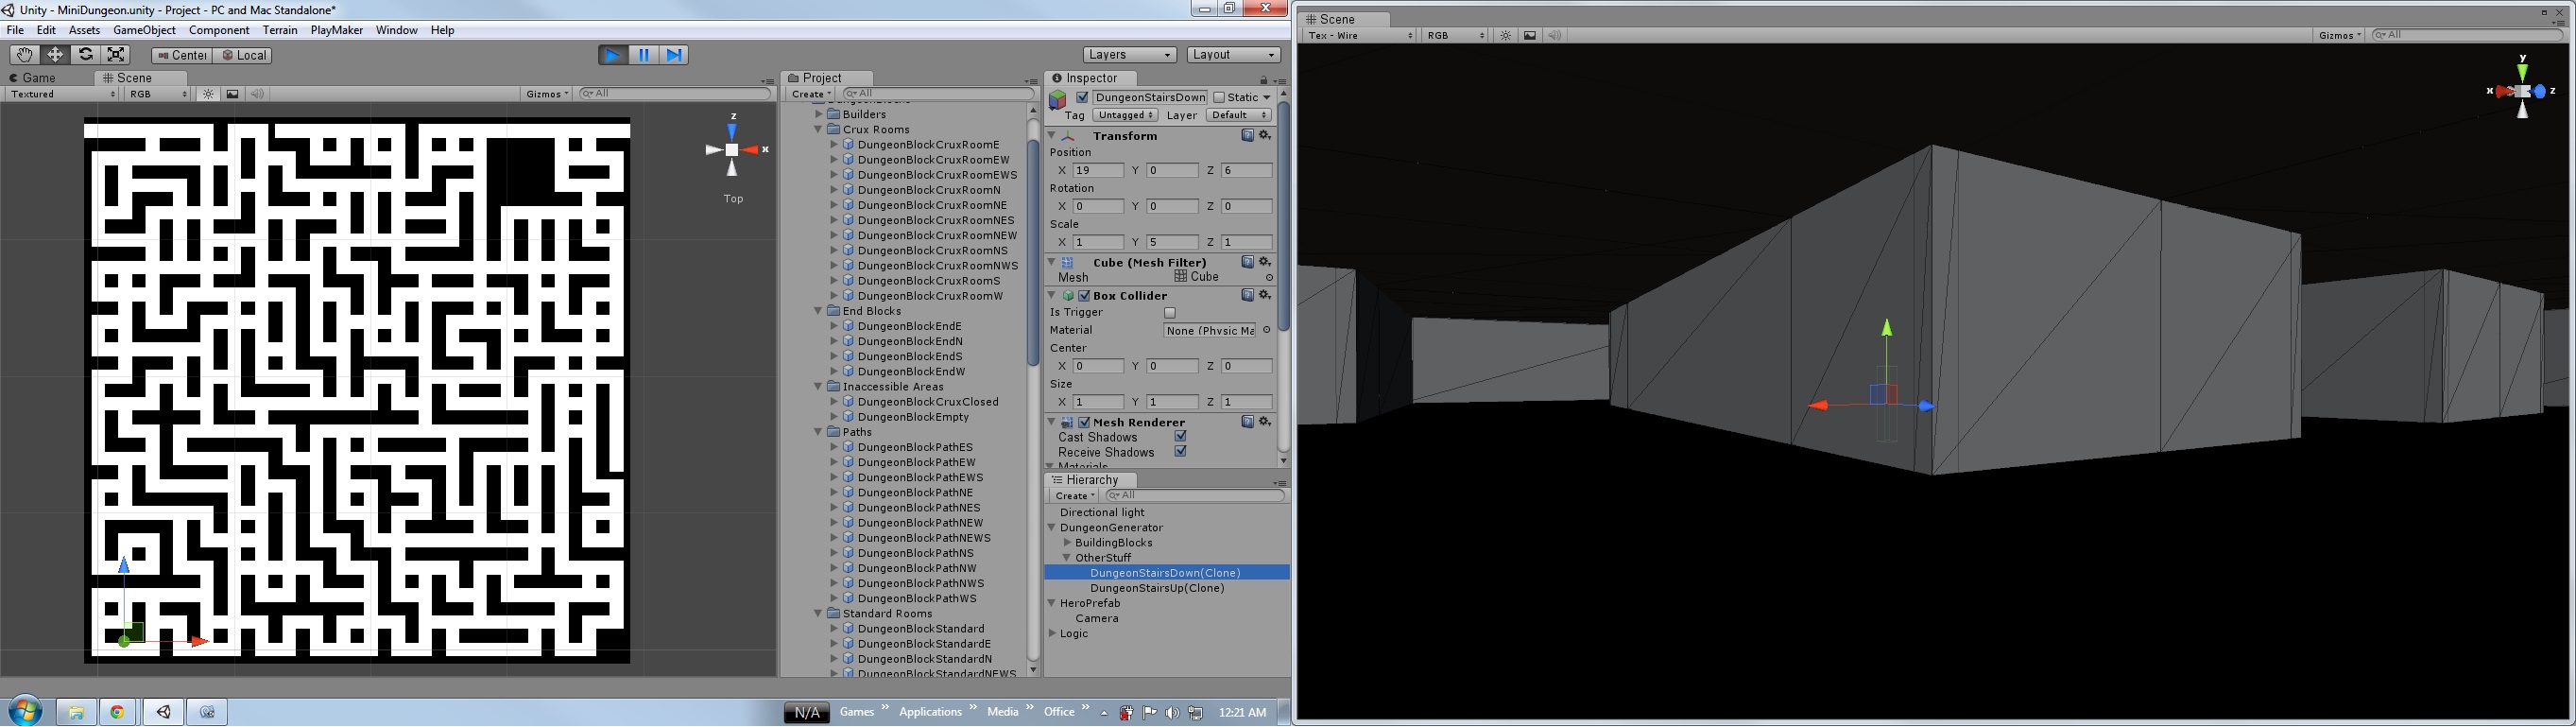 Unity - MiniDungeon.unity - Project - PC and Mac Standalone*
File Edit Assets GameObject Component Terrain PlayMaker Window Help
Center Local
Layers Layout
Game Scene
Textured RGB Gizmos All
z
x
Top
Project
Create All
Builders
Crux Rooms
DungeonBlockCruxRoomE
DungeonBlockCruxRoomEW
DungeonBlockCruxRoomEWS
DungeonBlockCruxRoomN
DungeonBlockCruxRoomNE
DungeonBlockCruxRoomNES
DungeonBlockCruxRoomNEW
DungeonBlockCruxRoomNS
DungeonBlockCruxRoomNWS
DungeonBlockCruxRoomS
DungeonBlockCruxRoomW
End Blocks
DungeonBlockEndE
DungeonBlockEndN
DungeonBlockEndS
DungeonBlockEndW
Inaccessible Areas
DungeonBlockCruxClosed
DungeonBlockEmpty
Paths
DungeonBlockPathES
DungeonBlockPathEW
DungeonBlockPathEWS
DungeonBlockPathNE
DungeonBlockPathNES
DungeonBlockPathNEW
DungeonBlockPathNEWS
DungeonBlockPathNS
DungeonBlockPathNW
DungeonBlockPathNWS
DungeonBlockPathWS
Standard Rooms
DungeonBlockStandard
DungeonBlockStandardE
DungeonBlockStandardN
DungeonBlockStandardNEWS
Inspector
DungeonStairsDown Static
Tag Untagged Layer Default
Transform
Position
X 19 Y 0 Z 6
Rotation
X 0 Y 0 Z 0
Scale
X 1 Y 5 Z 1
Cube (Mesh Filter)
Mesh Cube
Box Collider
Is Trigger
Material None (Physic Ma
Center
X 0 Y 0 Z 0
Size
X 1 Y 1 Z 1
Mesh Renderer
Cast Shadows
Receive Shadows
Materials
Hierarchy
Create All
Directional light
DungeonGenerator
BuildingBlocks
OtherStuff
DungeonStairsDown(Clone)
DungeonStairsUp(Clone)
HeroPrefab
Camera
Logic
N/A Games » Applications » Media » Office » 12:21 AM
Scene
Tex - Wire RGB Gizmos All
y
x z